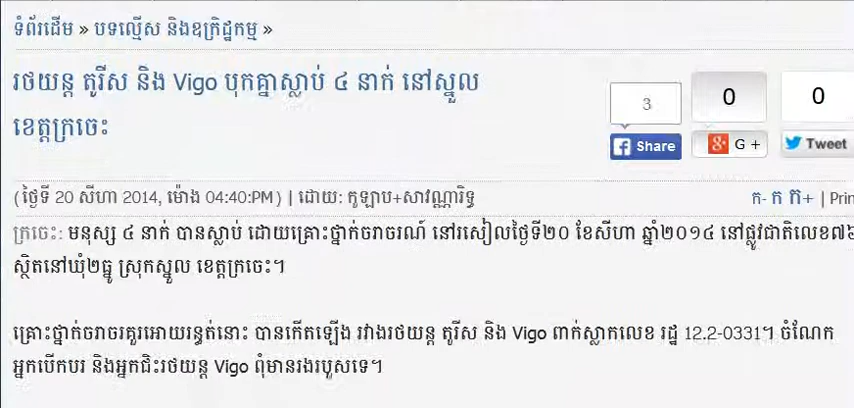 ទំព័រដើម » បទល្មើស និងឧក្រិដ្ឋកម្ម »
រថយន្ត តូរីស និង Vigo បុកគ្នាស្លាប់ ៤ នាក់ នៅស្នួល
ខេត្តក្រចេះ
3 0 0
Share G + Tweet
(ថ្ងៃទី 20 សីហា 2014, ម៉ោង 04:40:PM) | ដោយ: កូឡាប+សាវណ្ណារិទ្ធ ក- ក ក+ | Prin
ក្រចេះ: មនុស្ស ៤ នាក់ បានស្លាប់ ដោយគ្រោះថ្នាក់ចរាចរណ៍ នៅរសៀលថ្ងៃទី២០ ខែសីហា ឆ្នាំ២០១៤ នៅផ្លូវជាតិលេខ៧៦
ស្ថិតនៅឃុំ២ធ្នូ ស្រុកស្នួល ខេត្តក្រចេះ។
គ្រោះថ្នាក់ចរាចរគួរអោយរន្ធត់នោះ បានកើតឡើង រវាងរថយន្ត តូរីស និង Vigo ពាក់ស្លាកលេខ រដ្ឋ 12.2-0331។ ចំណែក
អ្នកបើកបរ និងអ្នកជិះរថយន្ត Vigo ពុំមានរងរបួសទេ។